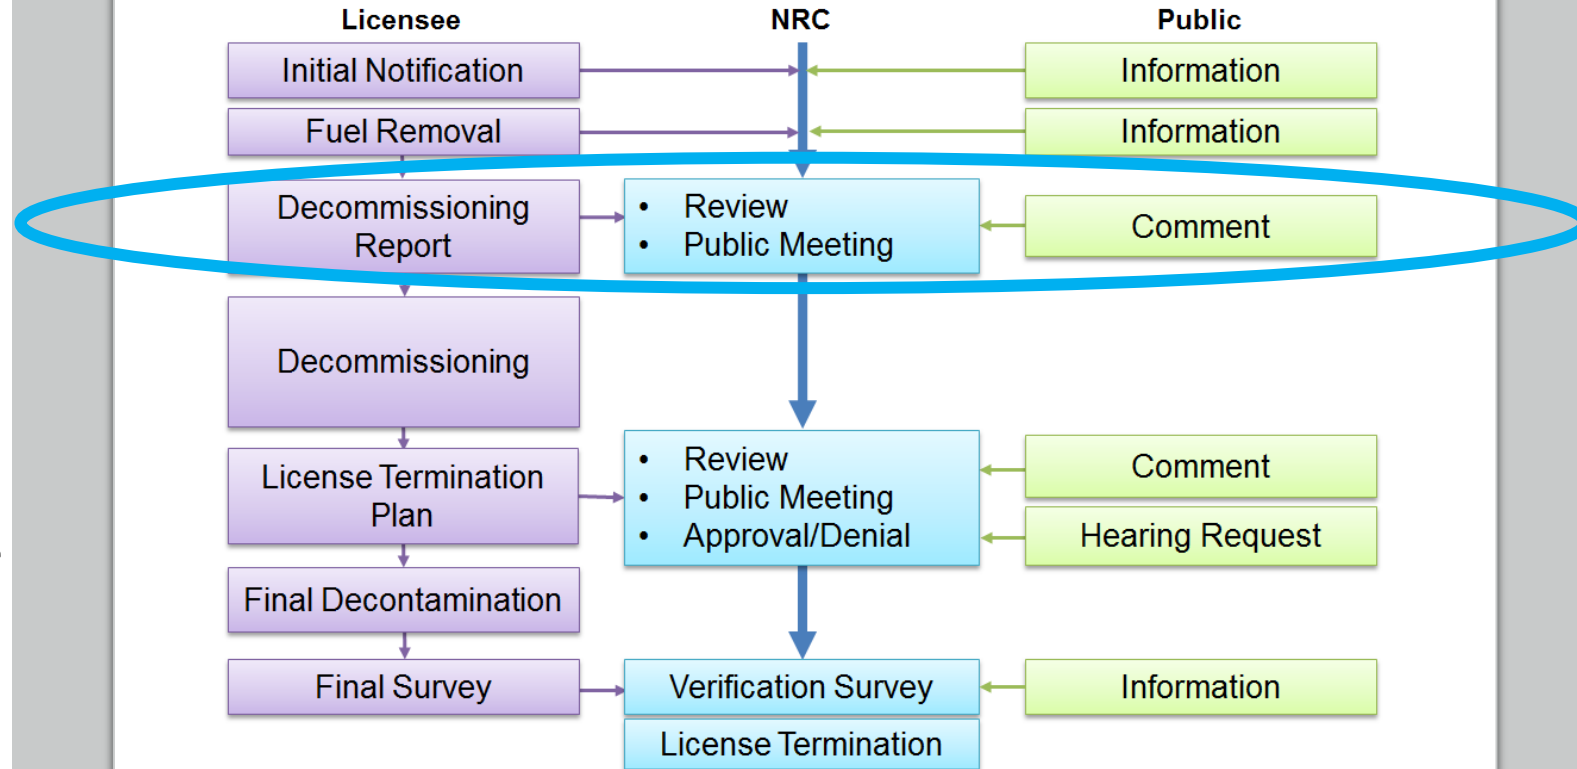 Licensee NRC Public
Initial Notification Information
Fuel Removal Information
Decommissioning
Report
• Review
• Public Meeting
Comment
Decommissioning
License Termination
Plan
• Review
• Public Meeting
• Approval/Denial
Comment
Hearing Request
Final Decontamination
Final Survey Verification Survey Information
License Termination